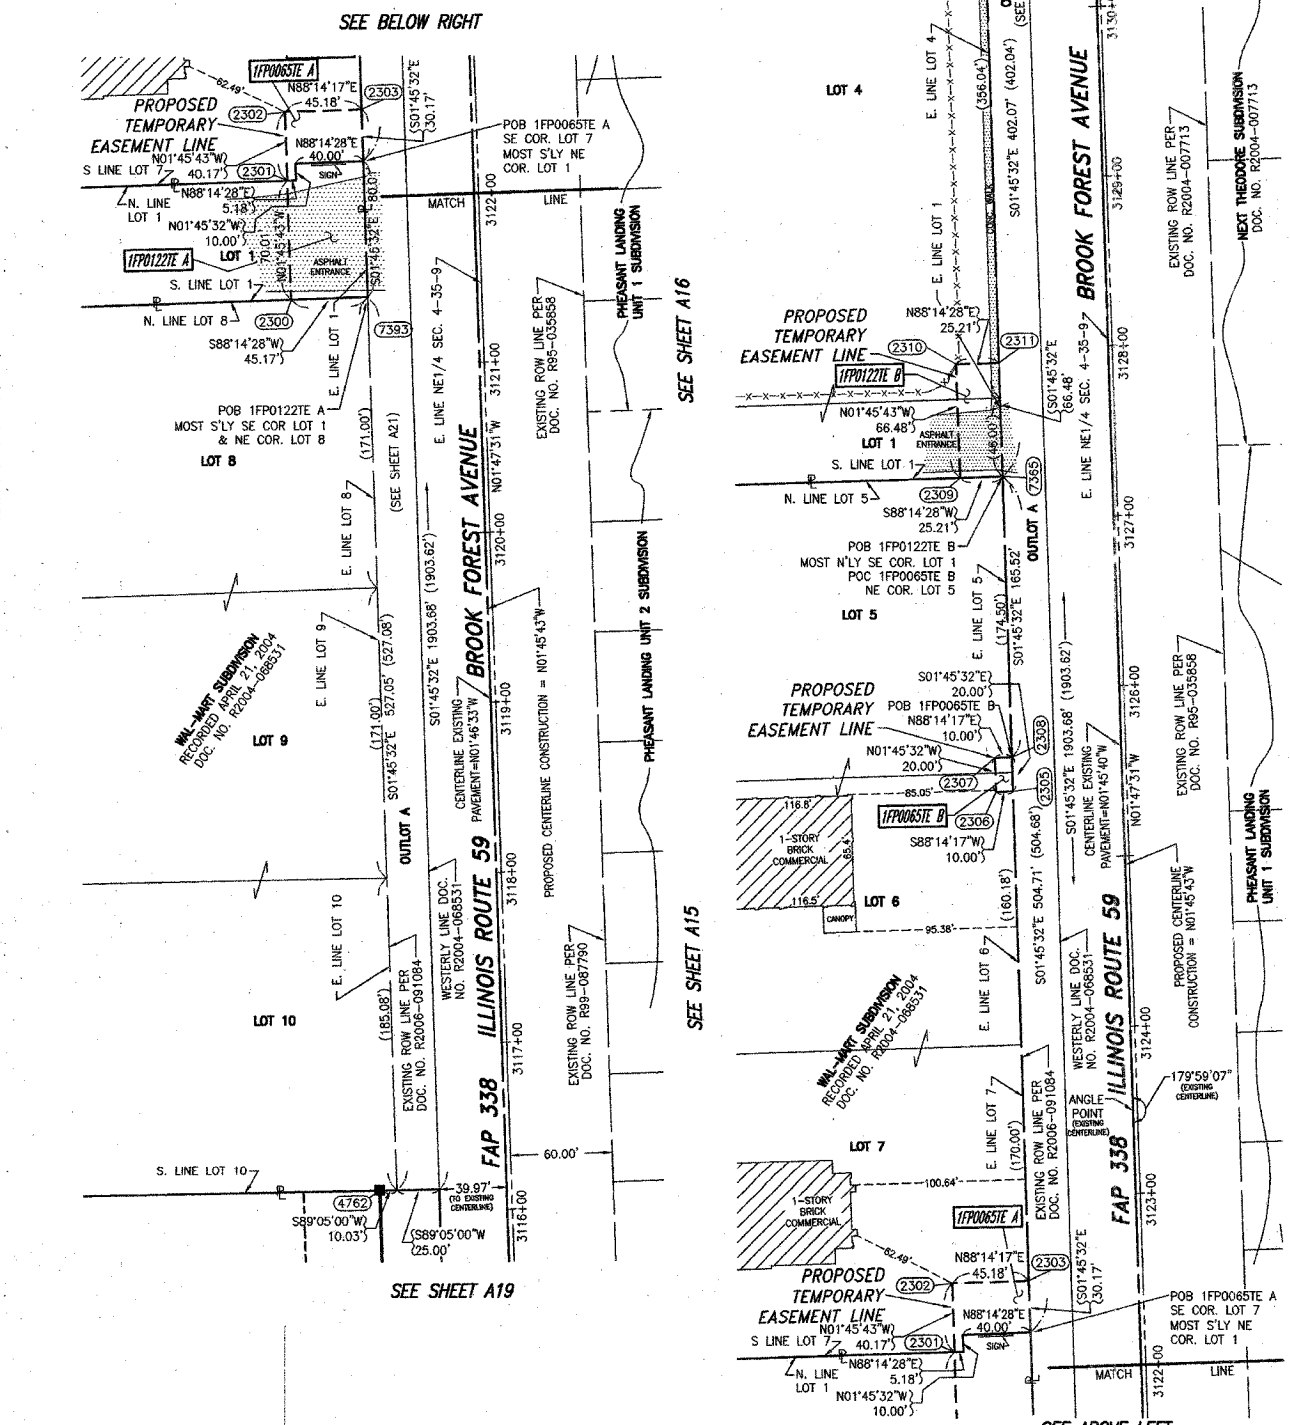 SEE BELOW RIGHT
62.49'
1FP0065TE A
N88°14'17"E
45.18'
2303
2302
PROPOSED
TEMPORARY
EASEMENT LINE
S01°45'32"E
(30.17')
N88°14'28"E
40.00'
SIGN
POB 1FP0065TE A
SE COR. LOT 7
MOST S'LY NE
COR. LOT 1
N01°45'43"W
40.17'
S LINE LOT 7
2301
N88°14'28"E
5.18'
N. LINE
LOT 1
N01°45'32"W
10.00'
MATCH
LINE
3122+00
1FP0122TE A
LOT 1
70.01
N01°45'43"W
S01°45'32"E
80.01
ASPHALT
ENTRANCE
S. LINE LOT 1
N. LINE LOT 8
2300
7393
S88°14'28"W
45.17'
E. LINE LOT 1
E. LINE NE1/4 SEC. 4-35-9
EXISTING ROW LINE PER
DOC. NO. R95-035858
PHEASANT LANDING
UNIT 1 SUBDIVISION
SEE SHEET A16
3121+00
POB 1FP0122TE A
MOST S'LY SE COR LOT 1
& NE COR. LOT 8
(171.00')
(SEE SHEET A21)
LOT 8
E. LINE LOT 8
N01°47'31"W
BROOK FOREST AVENUE
3120+00
PHEASANT LANDING UNIT 2 SUBDIVISION
WAL-MART SUBDIVISION
RECORDED APRIL 21, 2004
DOC. NO. R2004-068531
E. LINE LOT 9
LOT 9
(171.00')
S01°45'32"E 527.05' (527.08')
S01°45'32"E 1903.68' (1903.62')
CENTERLINE EXISTING
PAVEMENT=N01°46'33"W
3119+00
PROPOSED CENTERLINE CONSTRUCTION = N01°45'43"W
OUTLOT A
3118+00
WESTERLY LINE DOC.
NO. R2004-068531
E. LINE LOT 10
LOT 10
(185.08')
EXISTING ROW LINE PER
DOC. NO. R2006-091084
FAP 338 ILLINOIS ROUTE 59
3117+00
EXISTING ROW LINE PER
DOC. NO. R99-087790
SEE SHEET A15
60.00'
S. LINE LOT 10
4762
S89°05'00"W
10.03'
S89°05'00"W
25.00'
39.97'
(TO EXISTING
CENTERLINE)
3116+00
SEE SHEET A19
LOT 4
E. LINE LOT 4
(356.04')
S01°45'32"E 402.07' (402.04')
(SEE
3130+00
E. LINE LOT 1
CONC. WALK
BROOK FOREST AVENUE
3129+00
EXISTING ROW LINE PER
DOC. NO. R2004-007713
NEXT THEODORE SUBDIVISION
DOC. NO. R2004-007713
N88°14'28"E
25.21'
PROPOSED
TEMPORARY
EASEMENT LINE
2310
2311
1FP0122TE B
S01°45'32"E
66.48'
3128+00
N01°45'43"W
66.48'
LOT 1
ASPHALT
ENTRANCE
(46.00')
E. LINE NE1/4 SEC. 4-35-9
S. LINE LOT 1
N. LINE LOT 5
2309
S88°14'28"W
25.21'
7365
OUTLOT A
3127+00
POB 1FP0122TE B
MOST N'LY SE COR. LOT 1
POC 1FP0065TE B
NE COR. LOT 5
E. LINE LOT 5
(174.50')
S01°45'32"E 165.52'
LOT 5
PROPOSED
TEMPORARY
EASEMENT LINE
S01°45'32"E
20.00'
POB 1FP0065TE B
N88°14'17"E
10.00'
N01°45'32"W
20.00'
2308
2307
2305
2306
85.05'
1FP0065TE B
S88°14'17"W
10.00'
S01°45'32"E 1903.68' (1903.62')
CENTERLINE EXISTING
PAVEMENT=N01°45'40"W
N01°47'31"W
3126+00
EXISTING ROW LINE PER
DOC. NO. R95-035858
116.8'
1-STORY
BRICK
COMMERCIAL
65.4'
116.5'
CANOPY
LOT 6
95.38'
(160.18')
S01°45'32"E 504.71' (504.68')
PHEASANT LANDING
UNIT 1 SUBDIVISION
E. LINE LOT 6
WESTERLY LINE DOC.
NO. R2004-068531
PROPOSED CENTERLINE
CONSTRUCTION = N01°45'43"W
WAL-MART SUBDIVISION
RECORDED APRIL 21, 2004
DOC. NO. R2004-068531
3124+00
179°59'07"
(EXISTING
CENTERLINE)
ANGLE
POINT
(EXISTING
CENTERLINE)
E. LINE LOT 7
(170.00')
EXISTING ROW LINE PER
DOC. NO. R2006-091084
FAP 338 ILLINOIS ROUTE 59
LOT 7
100.64'
1-STORY
BRICK
COMMERCIAL
1FP0065TE A
3123+00
62.49'
N88°14'17"E
45.18'
2303
2302
PROPOSED
TEMPORARY
EASEMENT LINE
S01°45'32"E
30.17'
N88°14'28"E
40.00'
SIGN
POB 1FP0065TE A
SE COR. LOT 7
MOST S'LY NE
COR. LOT 1
N01°45'43"W
40.17'
S LINE LOT 7
2301
N88°14'28"E
5.18'
N. LINE
LOT 1
N01°45'32"W
10.00'
MATCH
LINE
3122+00
SEE ABOVE LEFT